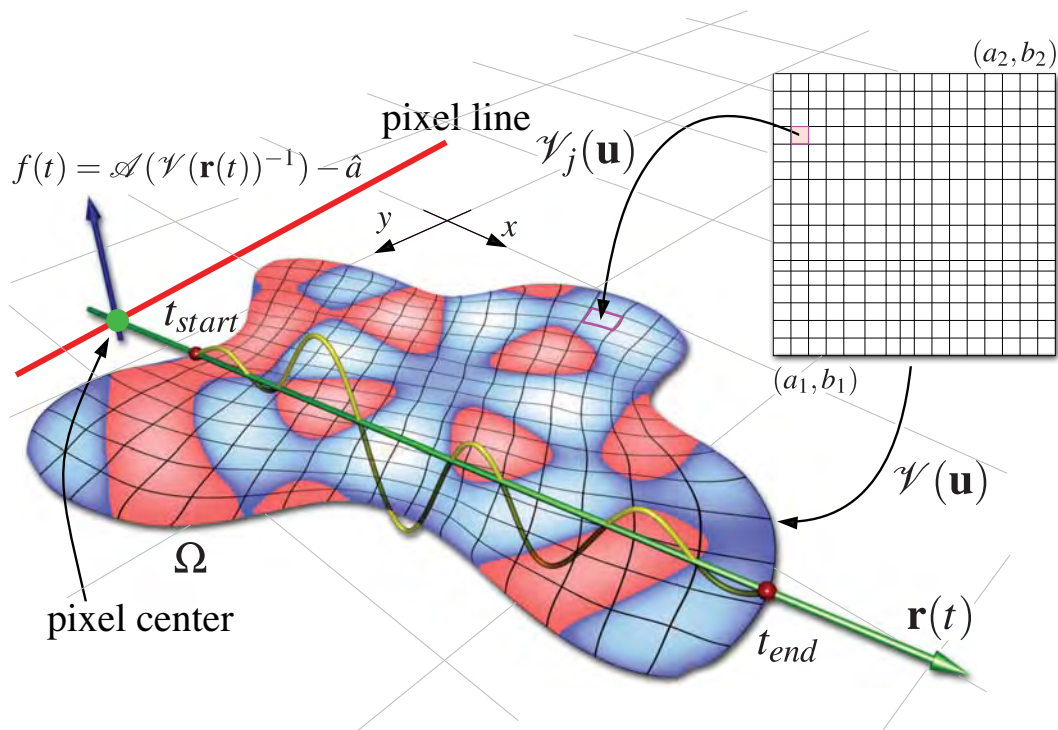 (a₂, b₂)
pixel line
𝒱ⱼ(𝐮)
f(t) = 𝒜(𝒱(𝐫(t))⁻¹) − â
y
x
t_start
(a₁, b₁)
𝒱(𝐮)
Ω
pixel center
𝐫(t)
t_end